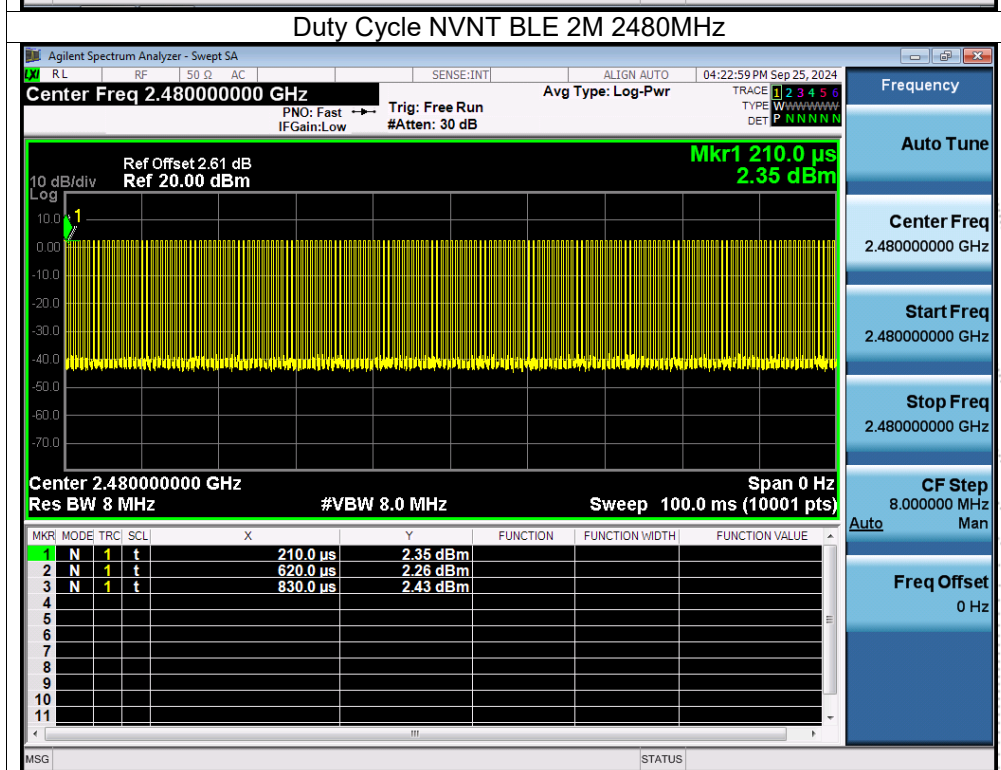 Duty Cycle NVNT BLE 2M 2480MHz
Agilent Spectrum Analyzer - Swept SA
LXI RL RF 50 Ω AC SENSE:INT ALIGN AUTO 04:22:59 PM Sep 25, 2024
Center Freq 2.480000000 GHz Avg Type: Log-Pwr TRACE 1 2 3 4 5 6
PNO: Fast Trig: Free Run TYPE WWWWWW
IFGain:Low #Atten: 30 dB DET P N N N N N
Mkr1 210.0 µs
2.35 dBm
Ref Offset 2.61 dB
10 dB/div Ref 20.00 dBm
Log
10.0
1
0.00
-10.0
-20.0
-30.0
-40.0
-50.0
-60.0
-70.0
Center 2.480000000 GHz Span 0 Hz
Res BW 8 MHz #VBW 8.0 MHz Sweep 100.0 ms (10001 pts)
MKR MODE TRC SCL X Y FUNCTION FUNCTION WIDTH FUNCTION VALUE
1 N 1 t 210.0 µs 2.35 dBm
2 N 1 t 620.0 µs 2.26 dBm
3 N 1 t 830.0 µs 2.43 dBm
4
5
6
7
8
9
10
11
MSG STATUS
Frequency
Auto Tune
Center Freq
2.480000000 GHz
Start Freq
2.480000000 GHz
Stop Freq
2.480000000 GHz
CF Step
8.000000 MHz
Auto Man
Freq Offset
0 Hz